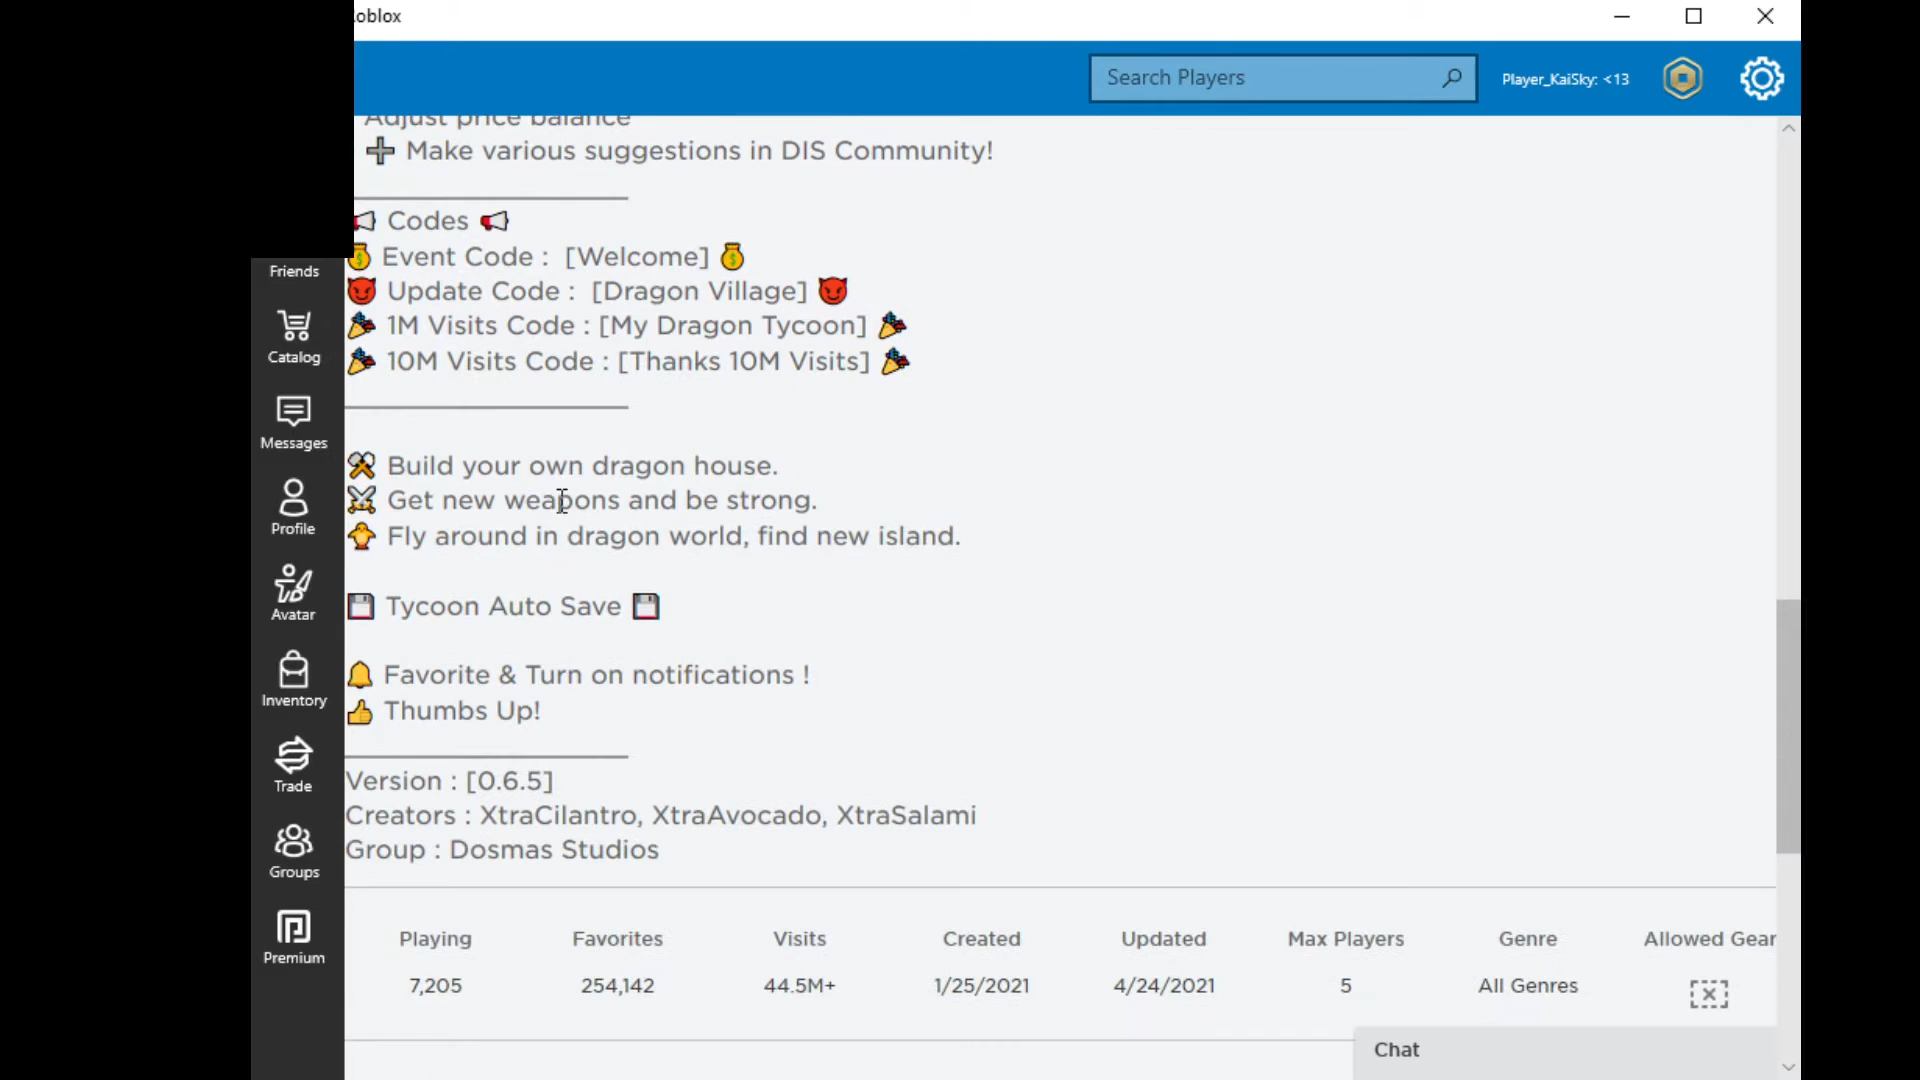 oblox
Search Players
Player_KaiSky: <13
Adjust price balance
➕ Make various suggestions in DIS Community!
Codes
Event Code : [Welcome]
Update Code : [Dragon Village]
1M Visits Code : [My Dragon Tycoon]
10M Visits Code : [Thanks 10M Visits]
Build your own dragon house.
Get new weapons and be strong.
Fly around in dragon world, find new island.
Tycoon Auto Save
Favorite & Turn on notifications !
Thumbs Up!
Version : [0.6.5]
Creators : XtraCilantro, XtraAvocado, XtraSalami
Group : Dosmas Studios
Playing Favorites Visits Created Updated Max Players Genre Allowed Gear
7,205 254,142 44.5M+ 1/25/2021 4/24/2021 5 All Genres
Chat
Friends
Catalog
Messages
Profile
Avatar
Inventory
Trade
Groups
Premium